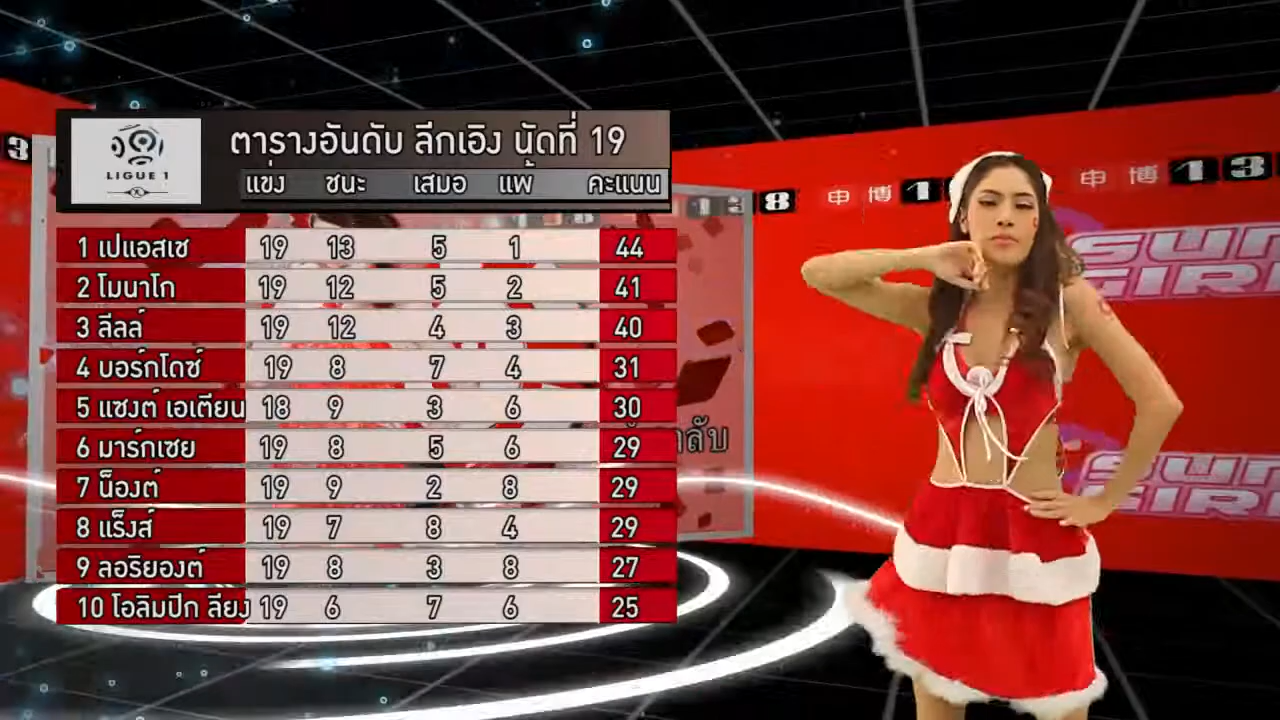 ตารางอันดับ ลีกเอิง นัดที่ 19
LIGUE 1
แข่ง ชนะ เสมอ แพ้ คะแนน
1 เปแอสเช 19 13 5 1 44
2 โมนาโก 19 12 5 2 41
3 ลีลล์ 19 12 4 3 40
4 บอร์กโดซ์ 19 8 7 4 31
5 แซงต์ เอเตียน 18 9 3 6 30
6 มาร์กเซย 19 8 5 6 29
7 น็องต์ 19 9 2 8 29
8 แร็งส์ 19 7 8 4 29
9 ลอริยองต์ 19 8 3 8 27
10 โอลิมปิก ลียง 19 6 7 6 25
3
8 申博 1
申博 13
SUN
GIRL
SUN
GIRL